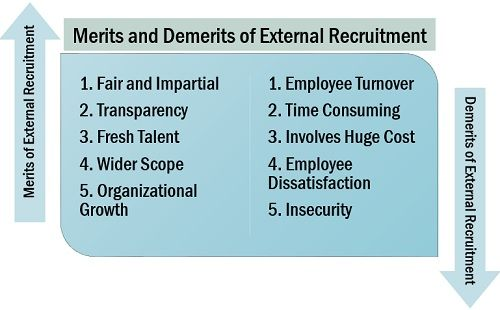 Merits and Demerits of External Recruitment
Merits of External Recruitment
1. Fair and Impartial
2. Transparency
3. Fresh Talent
4. Wider Scope
5. Organizational
Growth
1. Employee Turnover
2. Time Consuming
3. Involves Huge Cost
4. Employee
Dissatisfaction
5. Insecurity
Demerits of External Recruitment